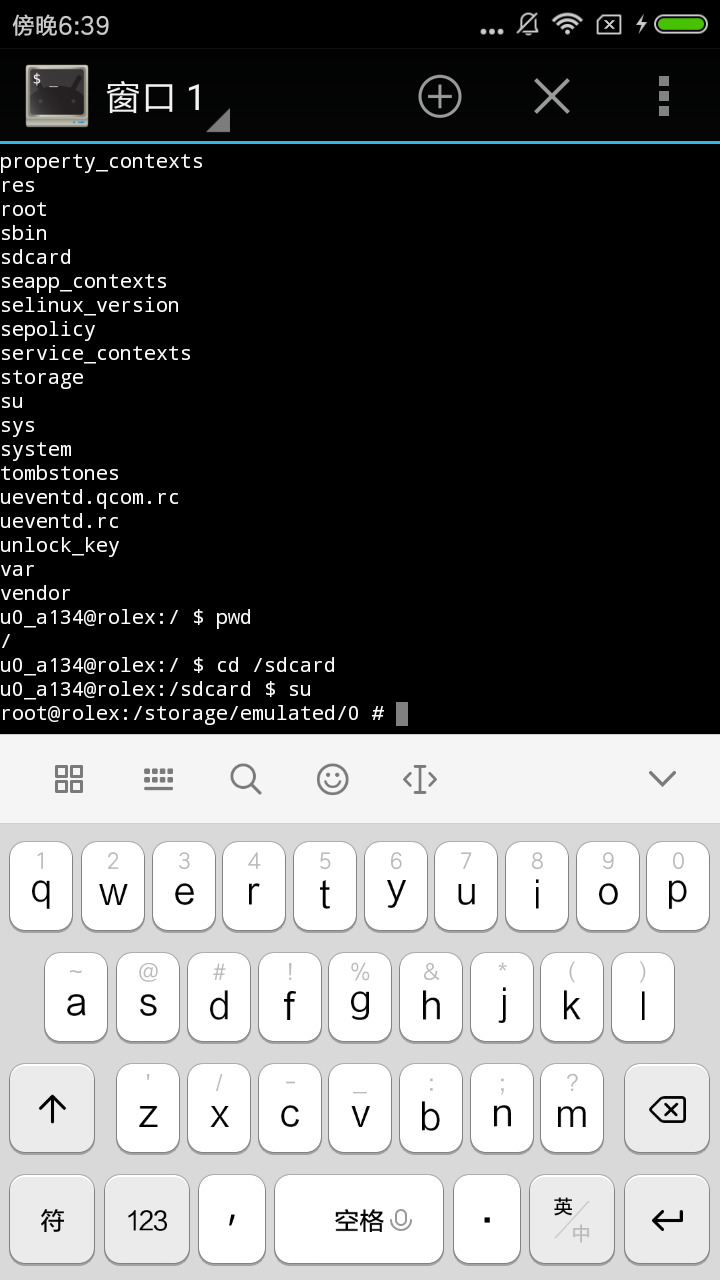 傍晚6:39
$ _
窗口 1
property_contexts
res
root
sbin
sdcard
seapp_contexts
selinux_version
sepolicy
service_contexts
storage
su
sys
system
tombstones
ueventd.qcom.rc
ueventd.rc
unlock_key
var
vendor
u0_a134@rolex:/ $ pwd
/
u0_a134@rolex:/ $ cd /sdcard
u0_a134@rolex:/sdcard $ su
root@rolex:/storage/emulated/0 #
1 2 3 4 5 6 7 8 9 0
q w e r t y u i o p
~ @ # ! % & * ( )
a s d f g h j k l
' / - _ : ; ?
z x c v b n m
符 123 , 空格 . 英 中